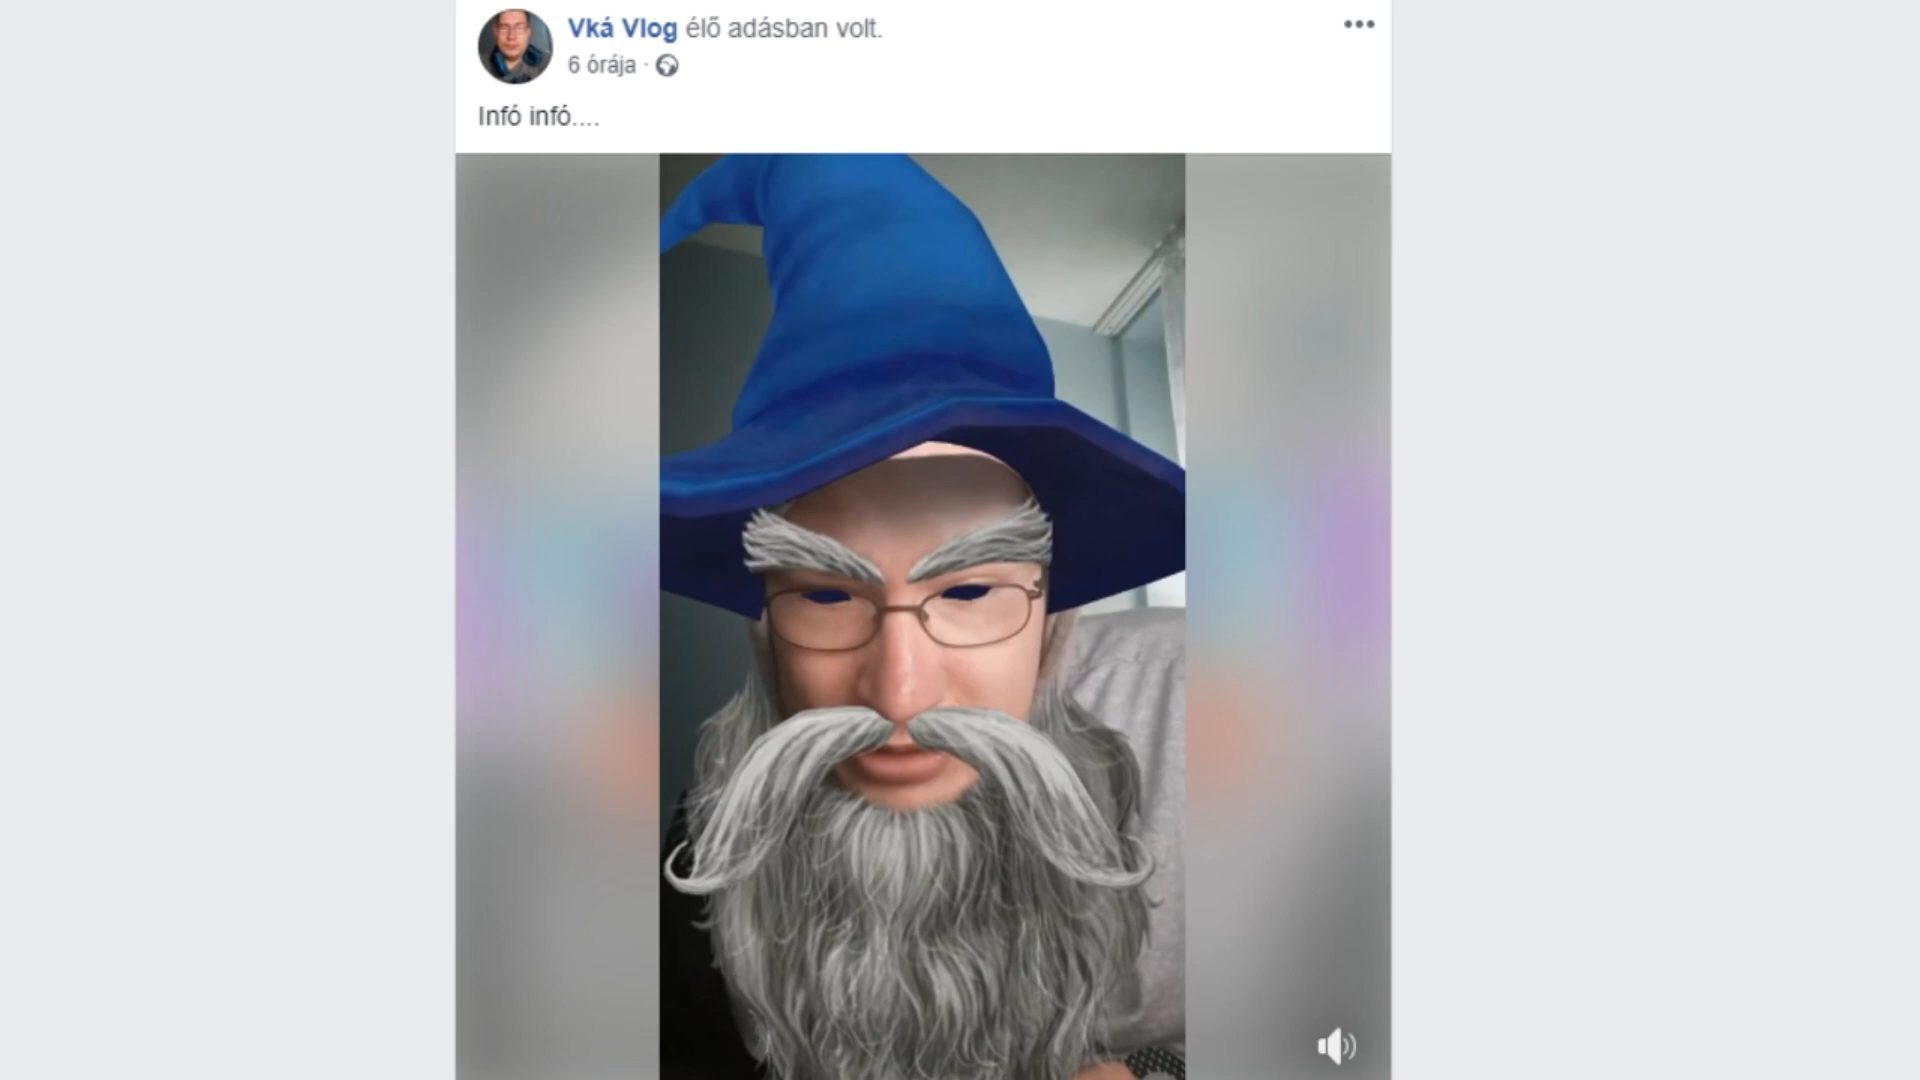 Vká Vlog élő adásban volt.
6 órája ·
Infó infó....